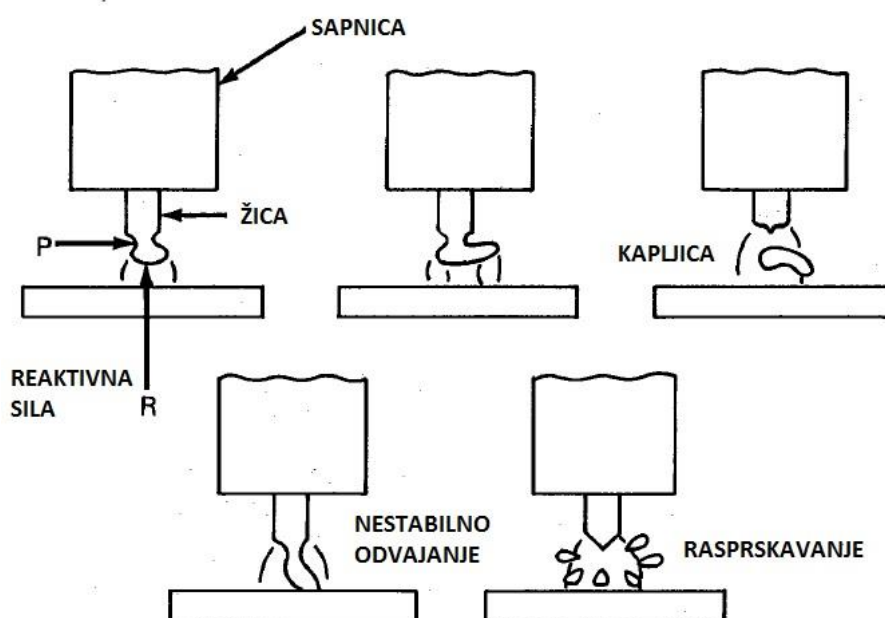 SAPNICA
ŽICA
P
KAPLJICA
REAKTIVNA
SILA
R
NESTABILNO
ODVAJANJE
RASPRSKAVANJE